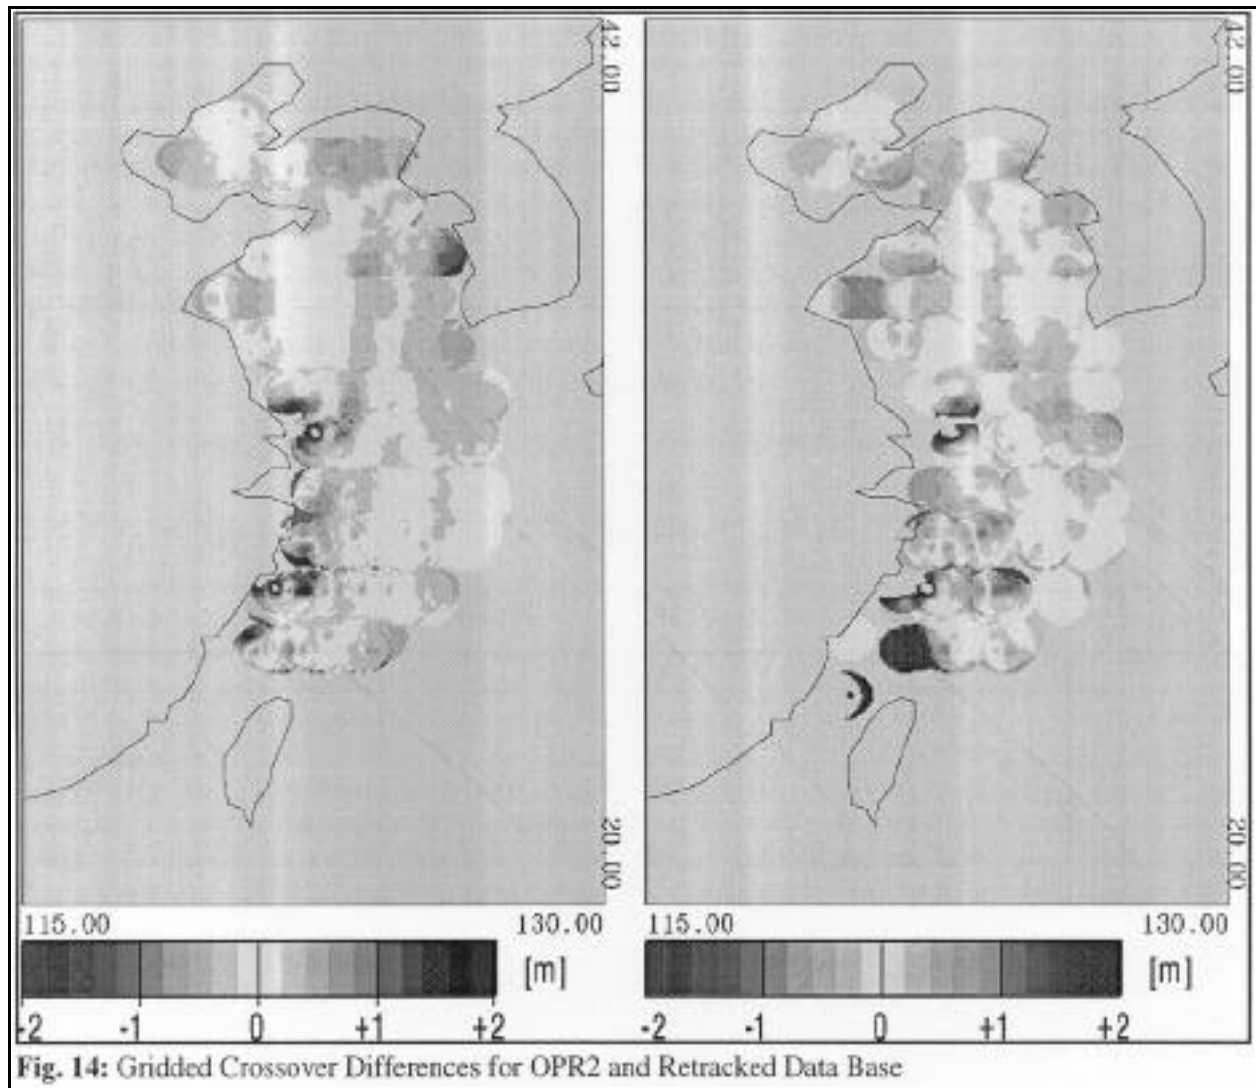 42.00
42.00
20.00
20.00
115.00 130.00
115.00 130.00
[m]
[m]
-2 -1 0 +1 +2
-2 -1 0 +1 +2
Fig. 14: Gridded Crossover Differences for OPR2 and Retracked Data Base